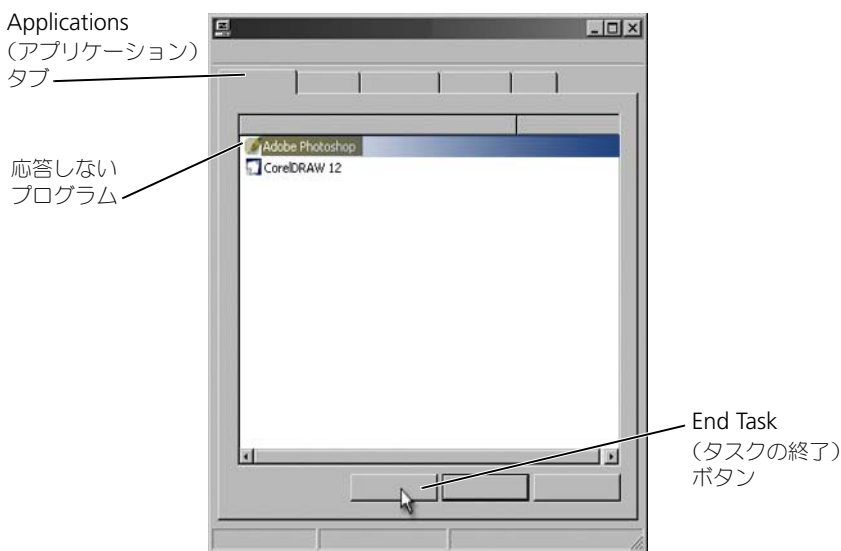 Applications
（アプリケーション）
タブ
Adobe Photoshop
CorelDRAW 12
応答しない
プログラム
End Task
（タスクの終了）
ボタン